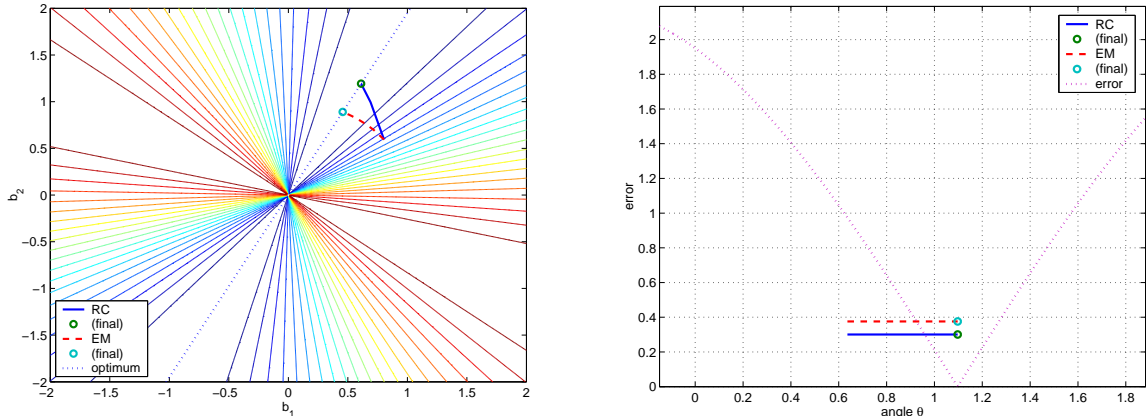 2
1.5
1
0.5
0
−0.5
−1
−1.5
−2
b2
−2 −1.5 −1 −0.5 0 0.5 1 1.5 2
b1
RC
(final)
EM
(final)
optimum
2
1.8
1.6
1.4
1.2
1
0.8
0.6
0.4
0.2
0
error
0 0.2 0.4 0.6 0.8 1 1.2 1.4 1.6 1.8
angle θ
RC
(final)
EM
(final)
error